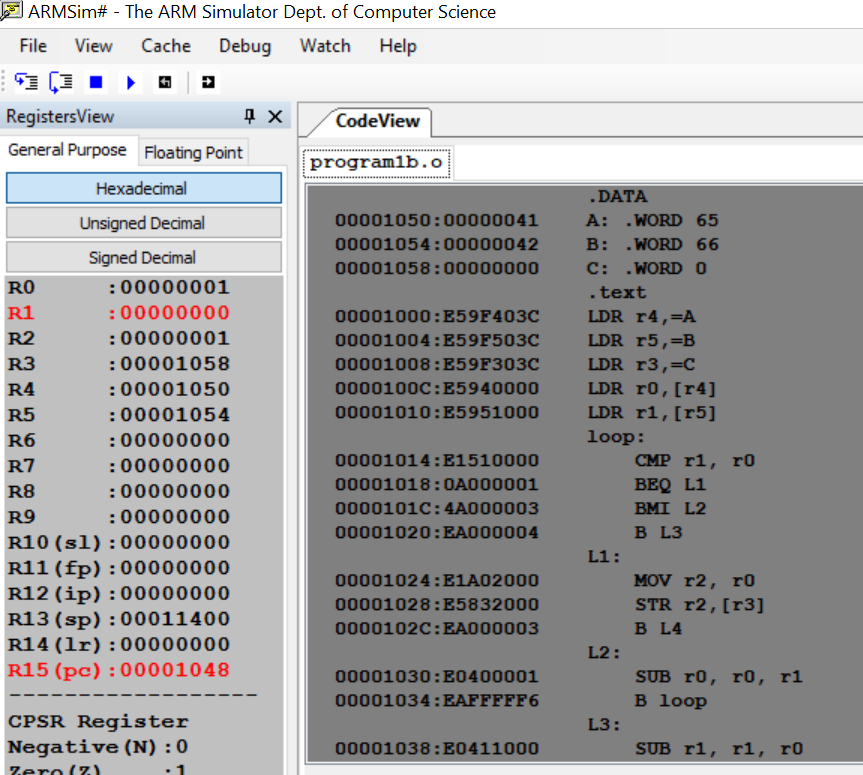 ARMSim# - The ARM Simulator Dept. of Computer Science
File View Cache Debug Watch Help
RegistersView
General Purpose Floating Point
Hexadecimal
Unsigned Decimal
Signed Decimal
R0 :00000001
R1 :00000000
R2 :00000001
R3 :00001058
R4 :00001050
R5 :00001054
R6 :00000000
R7 :00000000
R8 :00000000
R9 :00000000
R10(sl):00000000
R11(fp):00000000
R12(ip):00000000
R13(sp):00011400
R14(lr):00000000
R15(pc):00001048
-------------------
CPSR Register
Negative(N):0
Zero(Z) :1
CodeView
program1b.o
.DATA
00001050:00000041 A: .WORD 65
00001054:00000042 B: .WORD 66
00001058:00000000 C: .WORD 0
.text
00001000:E59F403C LDR r4,=A
00001004:E59F503C LDR r5,=B
00001008:E59F303C LDR r3,=C
0000100C:E5940000 LDR r0,[r4]
00001010:E5951000 LDR r1,[r5]
loop:
00001014:E1510000 CMP r1, r0
00001018:0A000001 BEQ L1
0000101C:4A000003 BMI L2
00001020:EA000004 B L3
L1:
00001024:E1A02000 MOV r2, r0
00001028:E5832000 STR r2,[r3]
0000102C:EA000003 B L4
L2:
00001030:E0400001 SUB r0, r0, r1
00001034:EAFFFFF6 B loop
L3:
00001038:E0411000 SUB r1, r1, r0